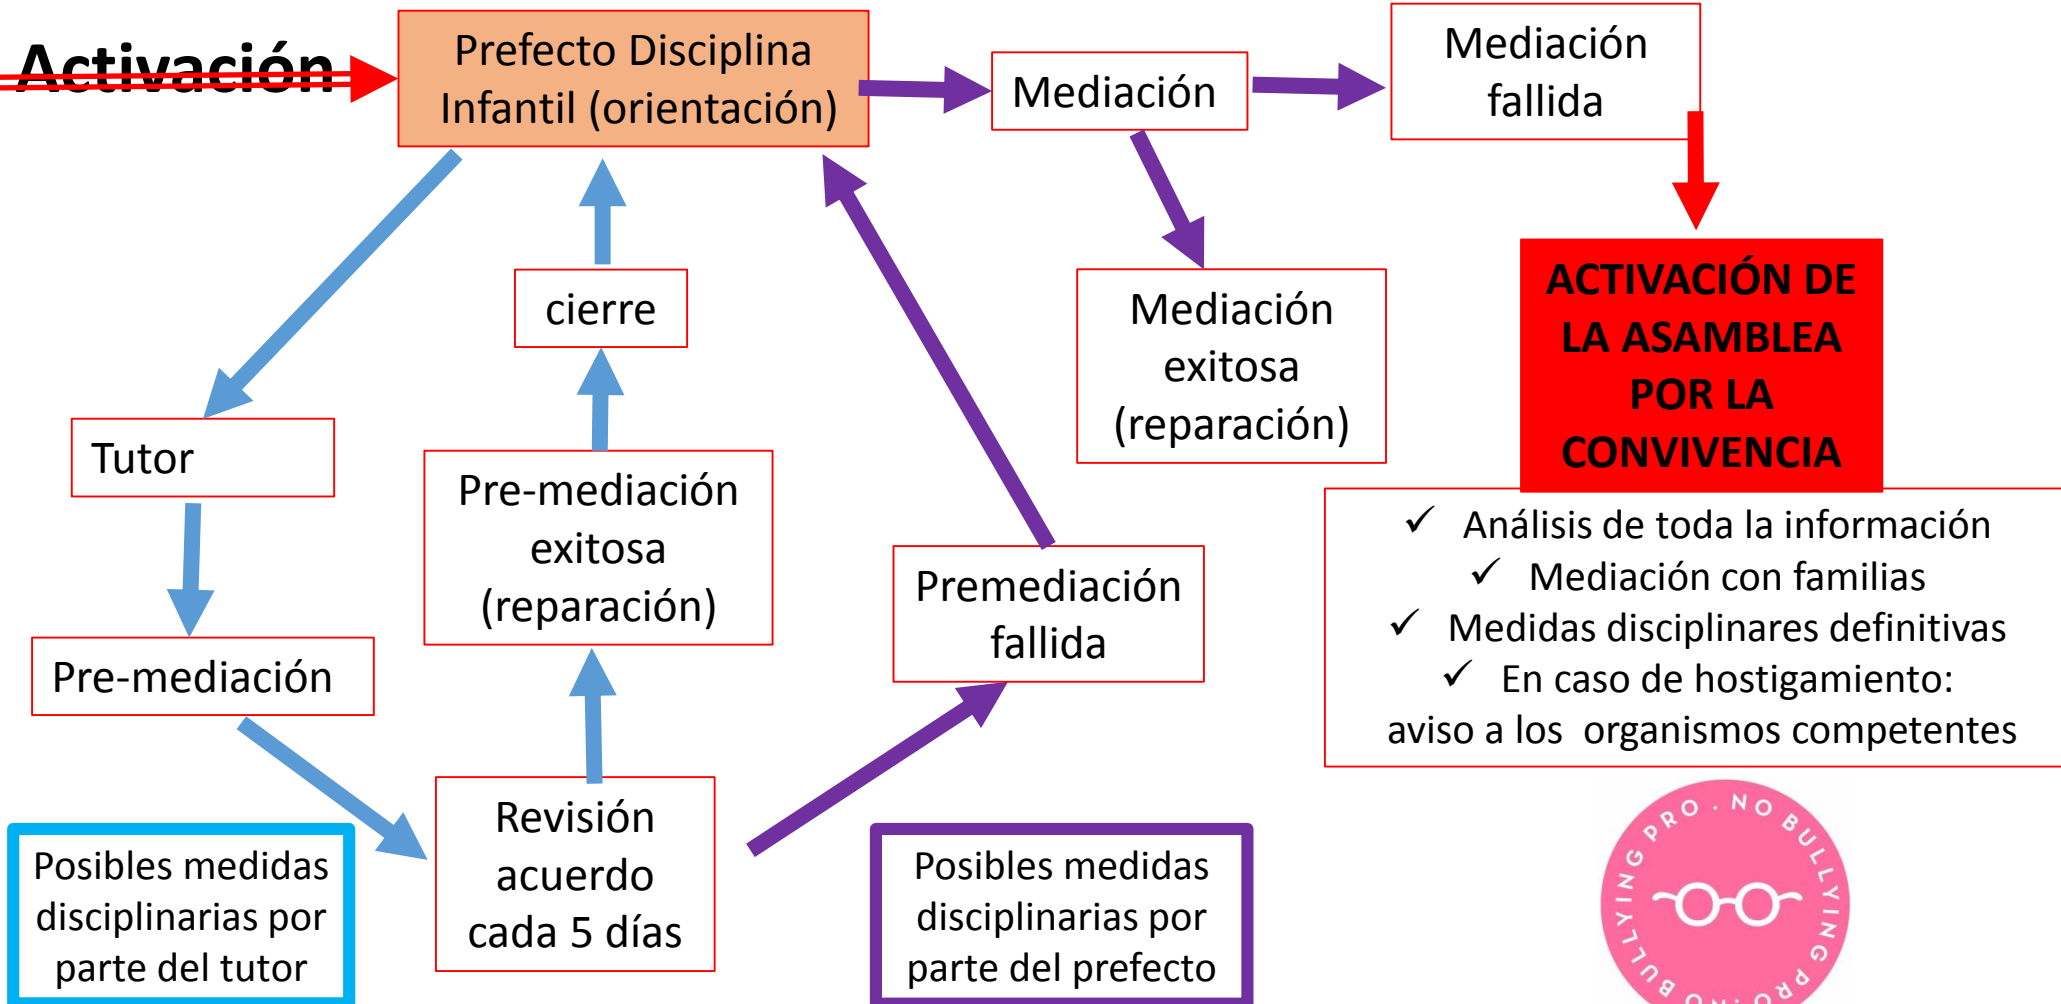 Activación
Prefecto Disciplina
Infantil (orientación)
Mediación
Mediación
fallida
cierre
Mediación
exitosa
(reparación)
ACTIVACIÓN DE
LA ASAMBLEA
POR LA
CONVIVENCIA
Tutor
Pre-mediación
exitosa
(reparación)
Premediación
fallida
✓ Análisis de toda la información
✓ Mediación con familias
✓ Medidas disciplinares definitivas
✓ En caso de hostigamiento:
aviso a los organismos competentes
Pre-mediación
Revisión
acuerdo
cada 5 días
Posibles medidas
disciplinarias por
parte del tutor
Posibles medidas
disciplinarias por
parte del prefecto
NO BULLYING PRO. NO BULLYING PRO.